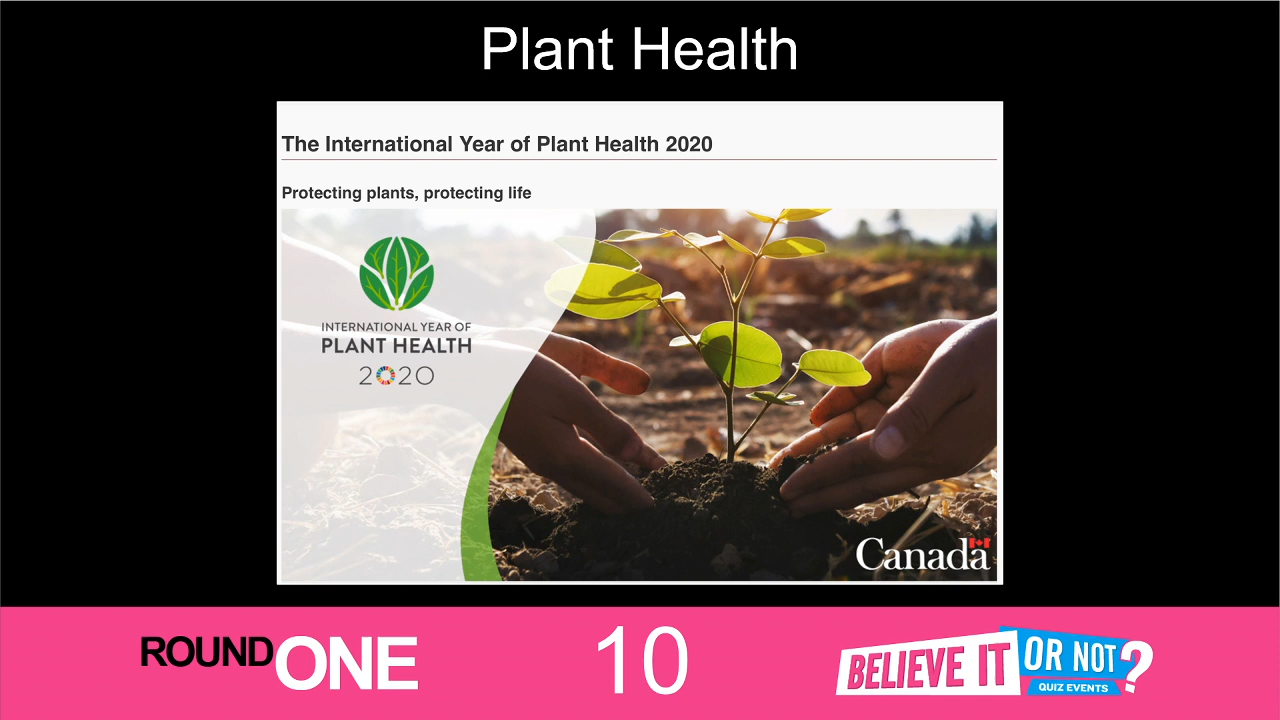 Plant Health
The International Year of Plant Health 2020
Protecting plants, protecting life
INTERNATIONAL YEAR OF
PLANT HEALTH
2020
Canada
ROUND ONE
10
BELIEVE IT OR NOT?
QUIZ EVENTS